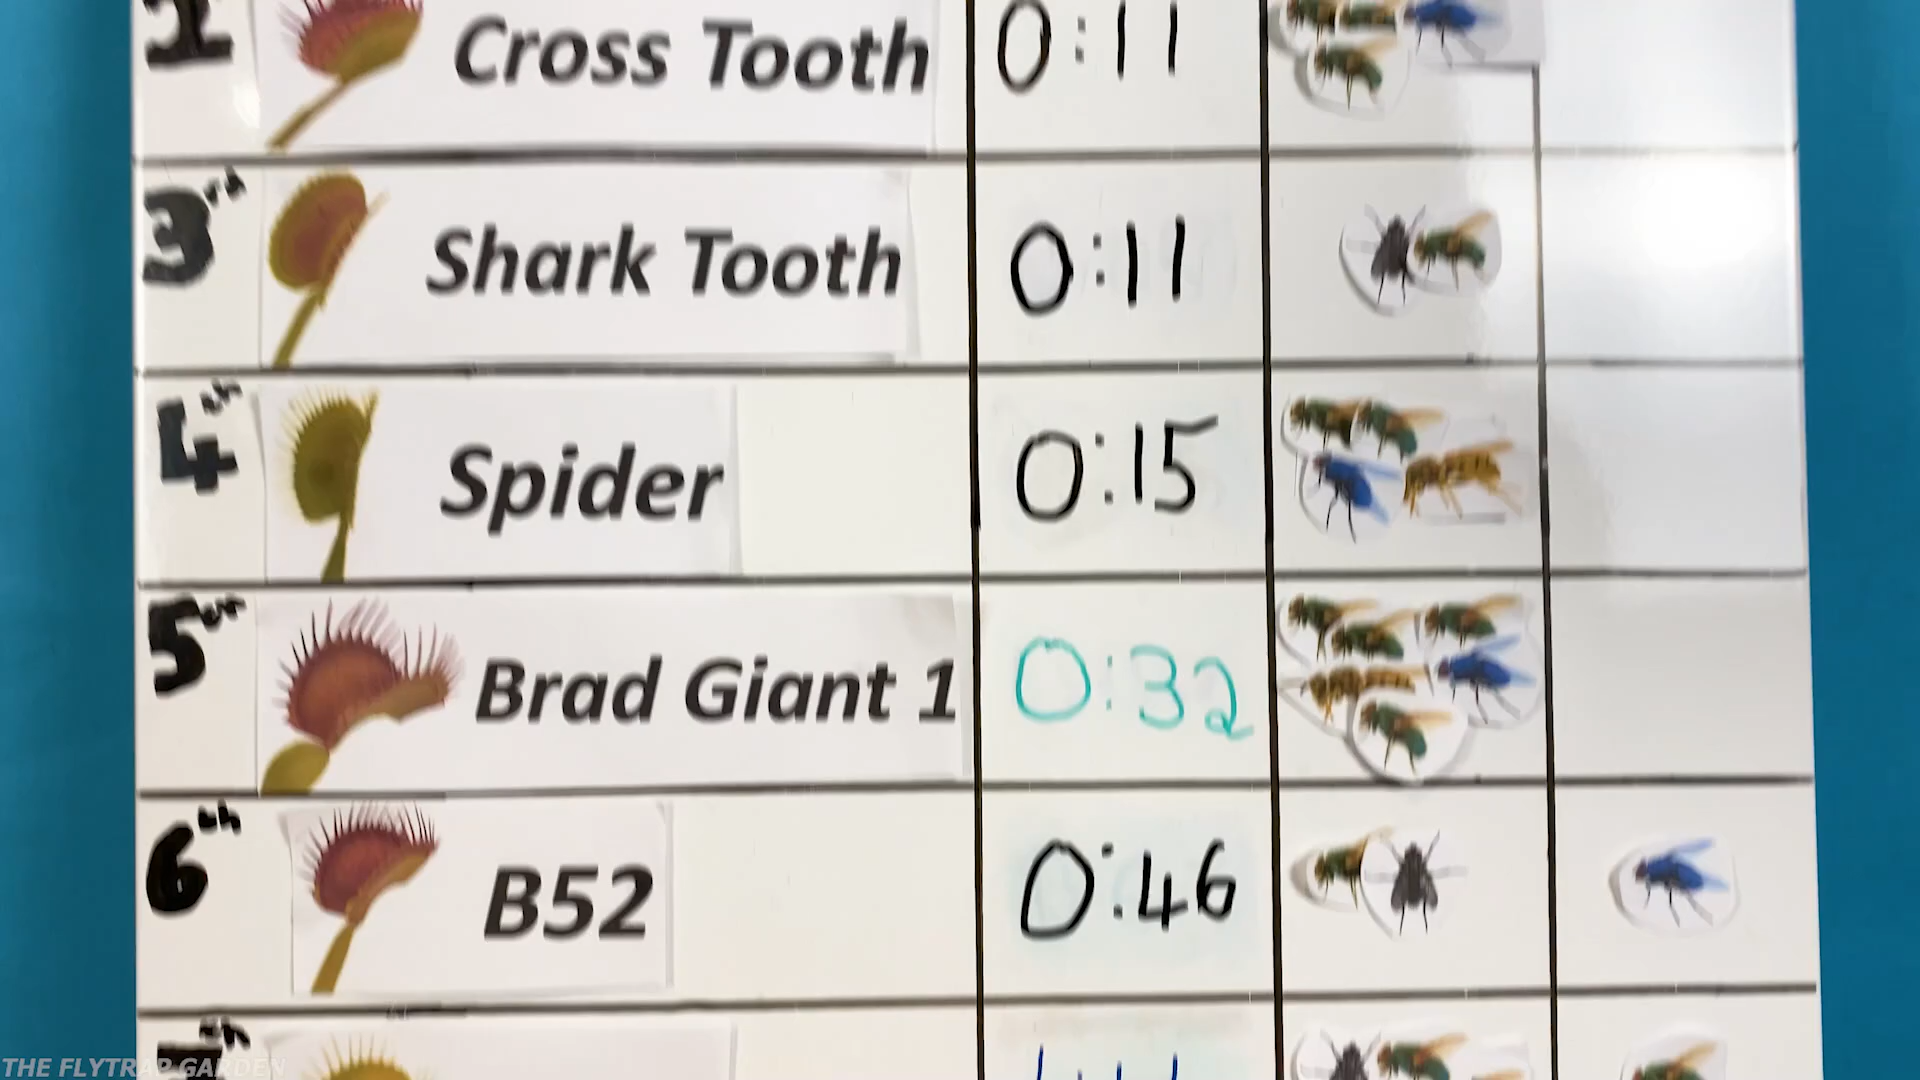 Cross Tooth 0:11
3rd Shark Tooth 0:11
4th Spider 0:15
5th Brad Giant 1 0:32
6th B52 0:46
THE FLYTRAP GARDEN